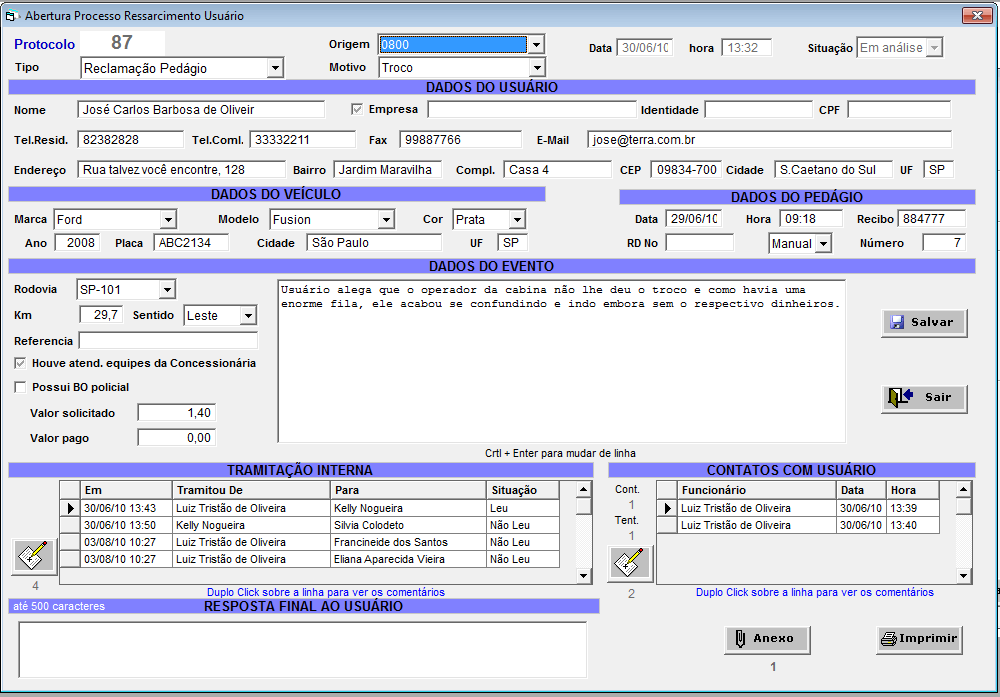 Abertura Processo Ressarcimento Usuário
Protocolo 87 Origem 0800 Data 30/06/10 hora 13:32 Situação Em análise
Tipo Reclamação Pedágio Motivo Troco
DADOS DO USUÁRIO
Nome José Carlos Barbosa de Oliveir Empresa Identidade CPF
Tel.Resid. 82382828 Tel.Coml. 33332211 Fax 99887766 E-Mail jose@terra.com.br
Endereço Rua talvez você encontre, 128 Bairro Jardim Maravilha Compl. Casa 4 CEP 09834-700 Cidade S.Caetano do Sul UF SP
DADOS DO VEÍCULO
DADOS DO PEDÁGIO
Marca Ford Modelo Fusion Cor Prata Data 29/06/10 Hora 09:18 Recibo 884777
Ano 2008 Placa ABC2134 Cidade São Paulo UF SP RD No Manual Número 7
DADOS DO EVENTO
Rodovia SP-101
Km 29,7 Sentido Leste
Referencia
Houve atend. equipes da Concessionária
Possui BO policial
Valor solicitado 1,40
Valor pago 0,00
Usuário alega que o operador da cabina não lhe deu o troco e como havia uma
enorme fila, ele acabou se confundindo e indo embora sem o respectivo dinheiros.
Salvar
Sair
Crtl + Enter para mudar de linha
TRAMITAÇÃO INTERNA
Em Tramitou De Para Situação
30/06/10 13:43 Luiz Tristão de Oliveira Kelly Nogueira Leu
30/06/10 13:50 Kelly Nogueira Silvia Colodeto Não Leu
03/08/10 10:27 Luiz Tristão de Oliveira Francineide dos Santos Não Leu
03/08/10 10:27 Luiz Tristão de Oliveira Eliana Aparecida Vieira Não Leu
4
Duplo Click sobre a linha para ver os comentários
CONTATOS COM USUÁRIO
Cont.
1
Tent.
1
2
Funcionário Data Hora
Luiz Tristão de Oliveira 30/06/10 13:39
Luiz Tristão de Oliveira 30/06/10 13:40
Duplo Click sobre a linha para ver os comentários
até 500 caracteres RESPOSTA FINAL AO USUÁRIO
Anexo
1
Imprimir